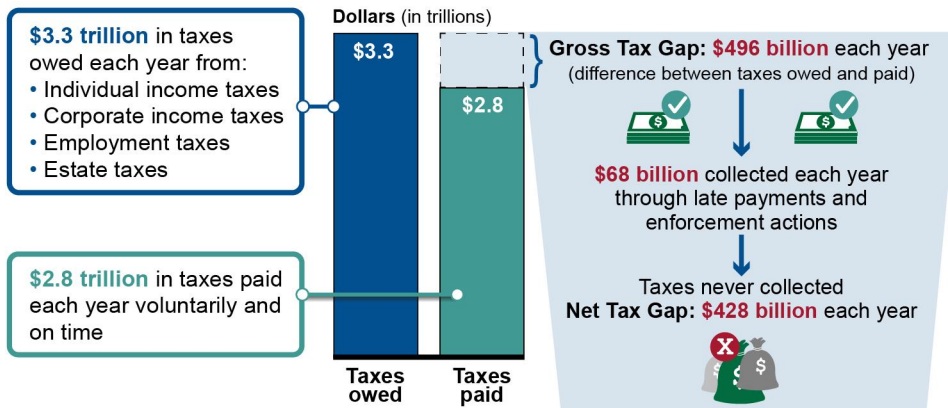 $3.3 trillion in taxes
owed each year from:
• Individual income taxes
• Corporate income taxes
• Employment taxes
• Estate taxes
$2.8 trillion in taxes paid
each year voluntarily and
on time
Dollars (in trillions)
$3.3
$2.8
Taxes
owed
Taxes
paid
Gross Tax Gap: $496 billion each year
(difference between taxes owed and paid)
$ $
$68 billion collected each year
through late payments and
enforcement actions
Taxes never collected
Net Tax Gap: $428 billion each year
X
$ $ $